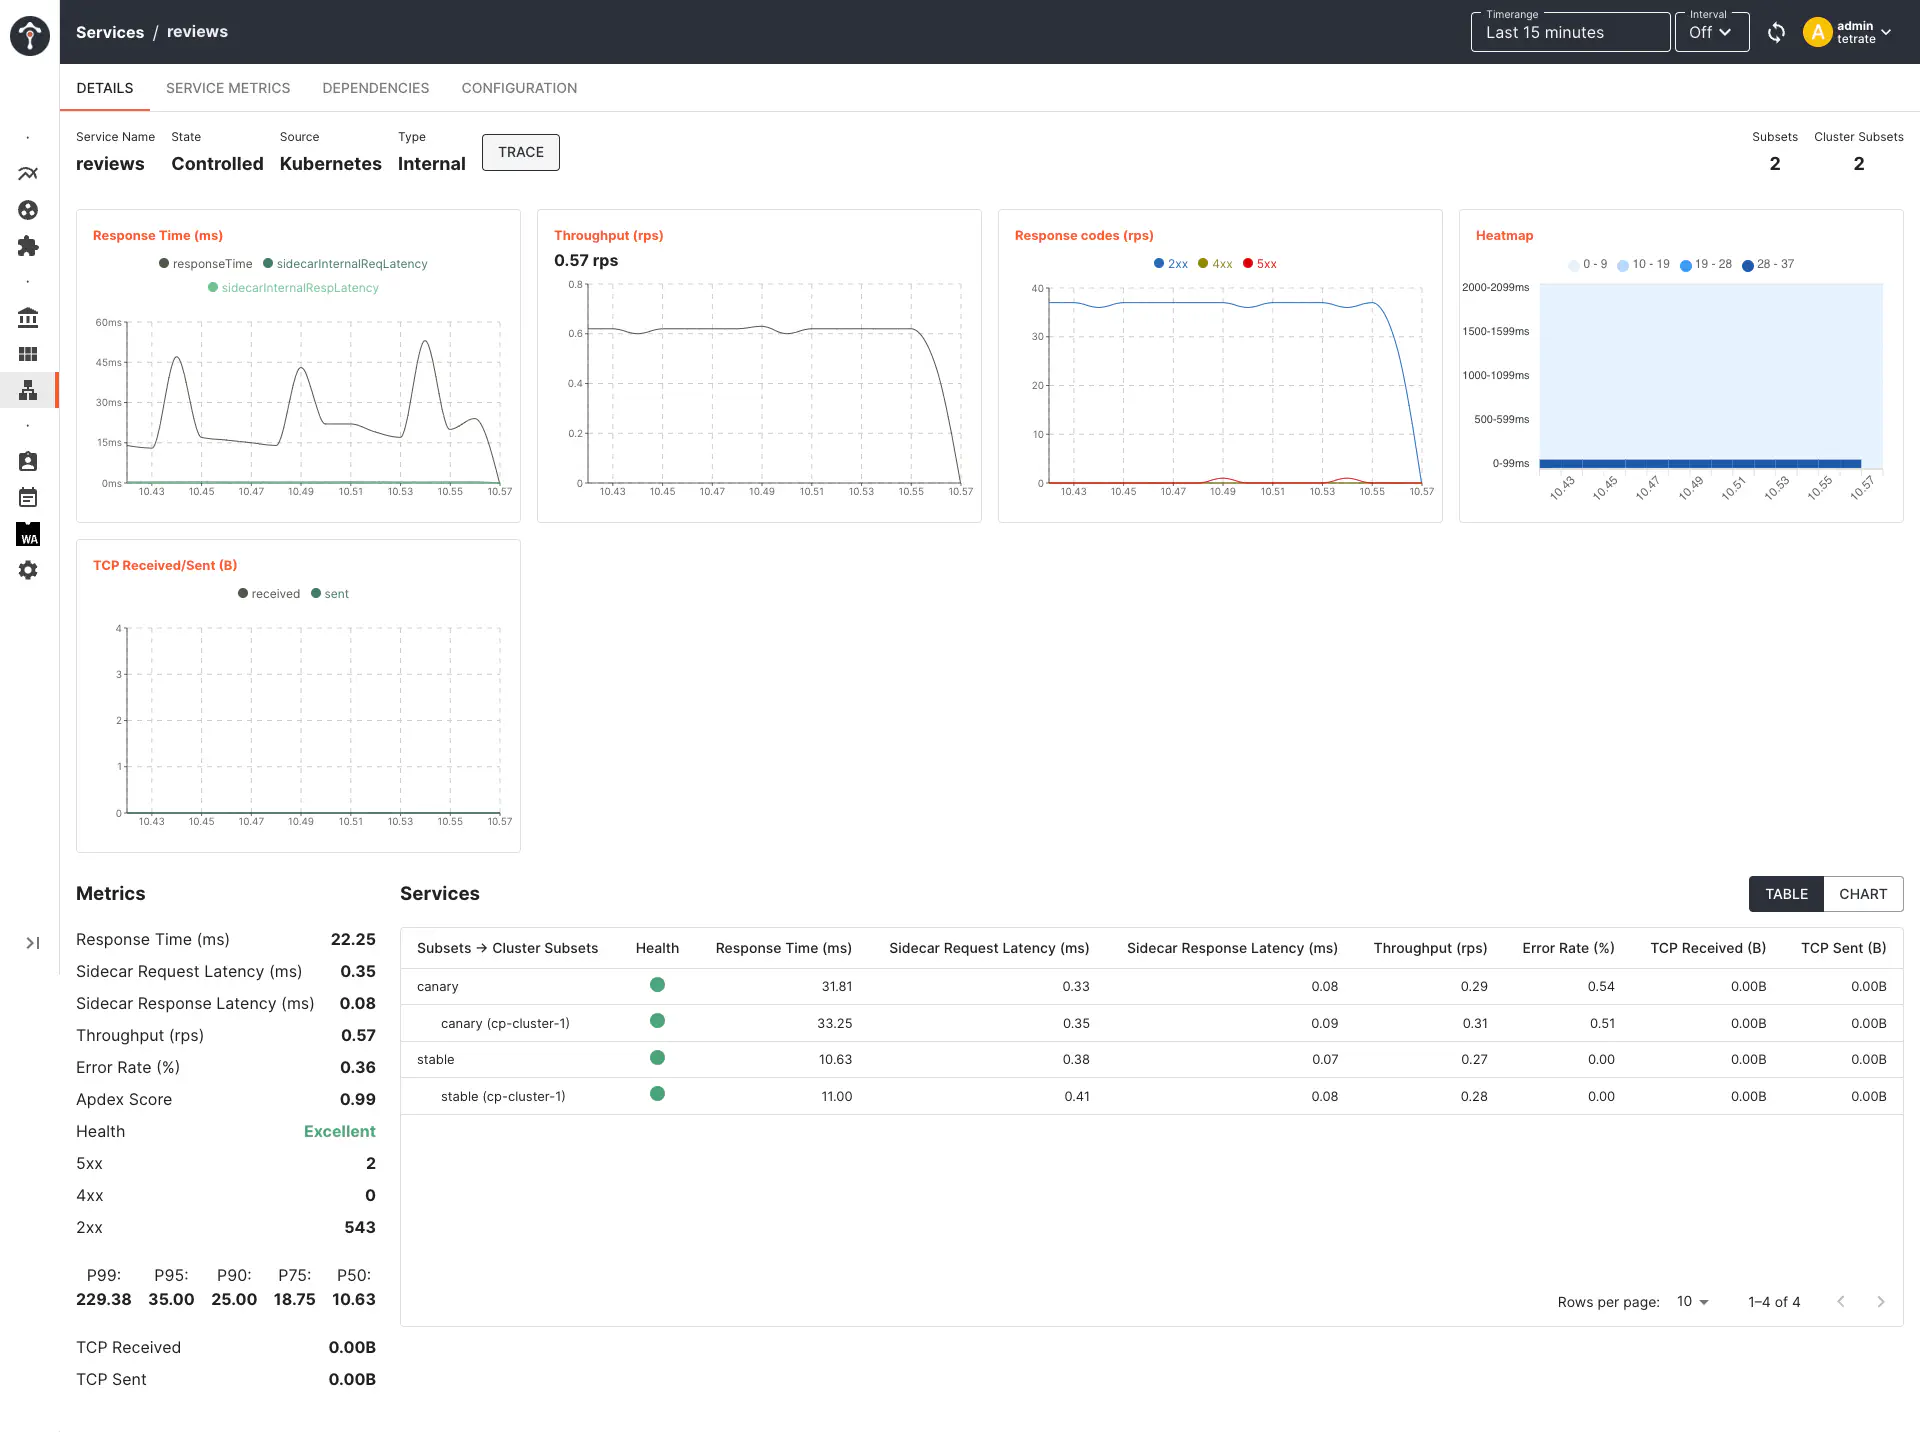 Services / reviews
Timerange
Last 15 minutes
Interval
Off
A
admin
tetrate
DETAILS
SERVICE METRICS
DEPENDENCIES
CONFIGURATION
Service Name
reviews
State
Controlled
Source
Kubernetes
Type
Internal
TRACE
Subsets
2
Cluster Subsets
2
Response Time (ms)
responseTime sidecarInternalReqLatency
sidecarInternalRespLatency
60ms
45ms
30ms
15ms
0ms
10.43 10.45 10.47 10.49 10.51 10.53 10.55 10.57
Throughput (rps)
0.57 rps
0.8
0.6
0.4
0.2
0
10.43 10.45 10.47 10.49 10.51 10.53 10.55 10.57
Response codes (rps)
2xx 4xx 5xx
40
30
20
10
0
10.43 10.45 10.47 10.49 10.51 10.53 10.55 10.57
Heatmap
0 - 9 10 - 19 19 - 28 28 - 37
2000-2099ms
1500-1599ms
1000-1099ms
500-599ms
0-99ms
10.43 10.45 10.47 10.49 10.51 10.53 10.55 10.57
WA
TCP Received/Sent (B)
received sent
4
3
2
1
0
10.43 10.45 10.47 10.49 10.51 10.53 10.55 10.57
Metrics
Response Time (ms) 22.25
Sidecar Request Latency (ms) 0.35
Sidecar Response Latency (ms) 0.08
Throughput (rps) 0.57
Error Rate (%) 0.36
Apdex Score 0.99
Health Excellent
5xx 2
4xx 0
2xx 543
P99: P95: P90: P75: P50:
229.38 35.00 25.00 18.75 10.63
TCP Received 0.00B
TCP Sent 0.00B
Services
TABLE CHART
Subsets → Cluster Subsets Health Response Time (ms) Sidecar Request Latency (ms) Sidecar Response Latency (ms) Throughput (rps) Error Rate (%) TCP Received (B) TCP Sent (B)
canary 31.81 0.33 0.08 0.29 0.54 0.00B 0.00B
canary (cp-cluster-1) 33.25 0.35 0.09 0.31 0.51 0.00B 0.00B
stable 10.63 0.38 0.07 0.27 0.00 0.00B 0.00B
stable (cp-cluster-1) 11.00 0.41 0.08 0.28 0.00 0.00B 0.00B
Rows per page: 10 1–4 of 4